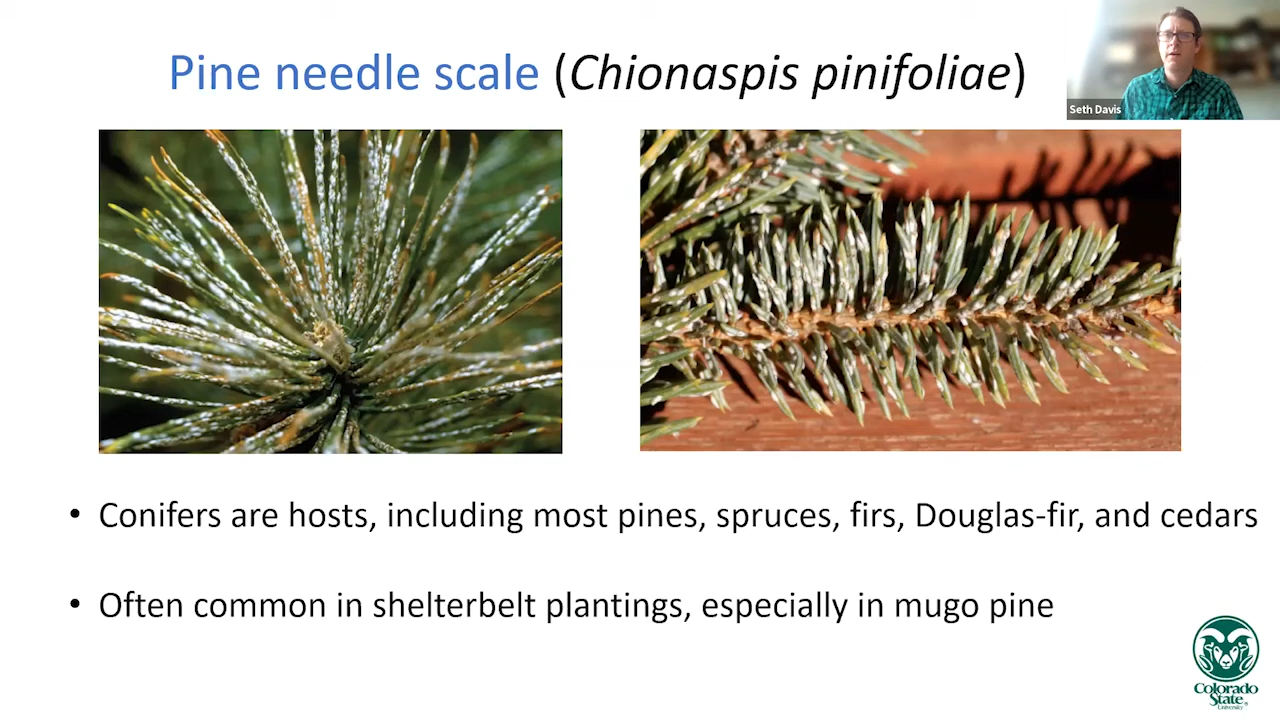 Pine needle scale (Chionaspis pinifoliae)
Seth Davis
• Conifers are hosts, including most pines, spruces, firs, Douglas-fir, and cedars
• Often common in shelterbelt plantings, especially in mugo pine
Colorado
State
University